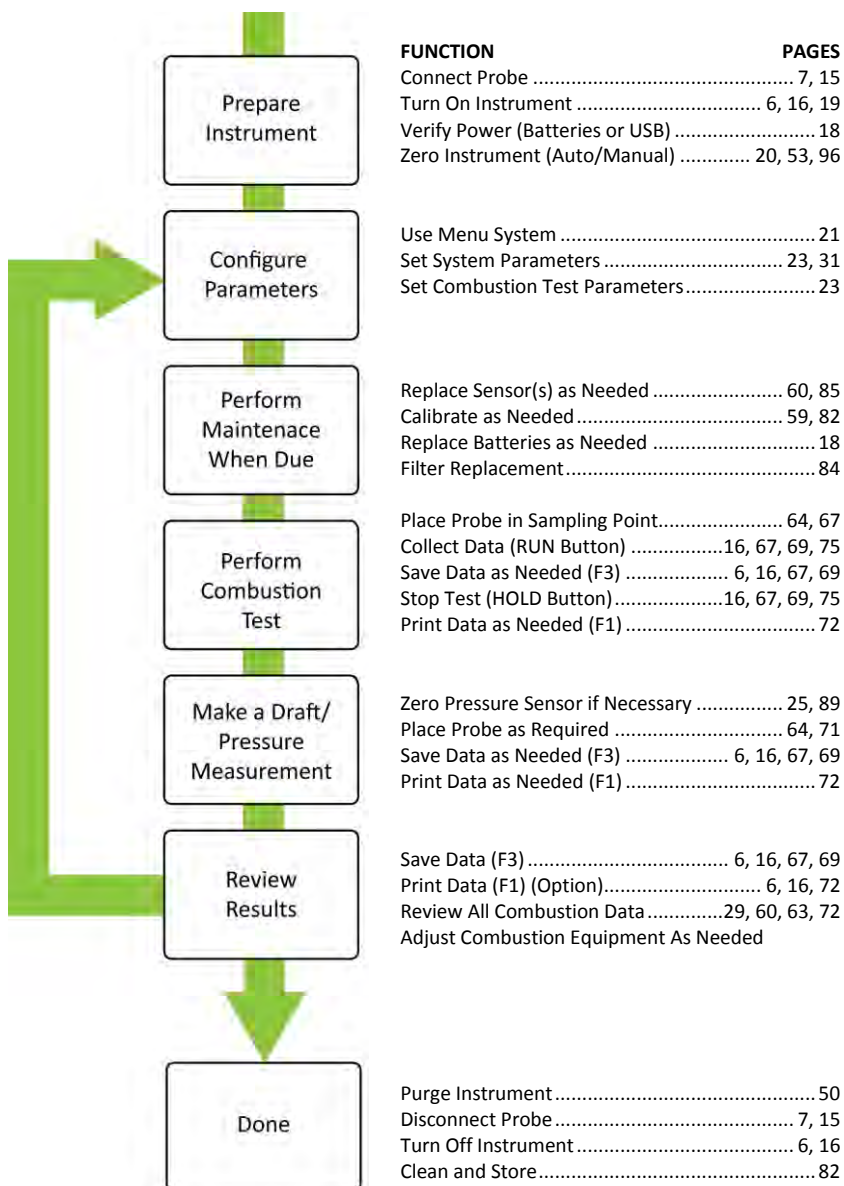 FUNCTION PAGES
Prepare
Instrument
Connect Probe ................................................ 7, 15
Turn On Instrument .................................. 6, 16, 19
Verify Power (Batteries or USB) .......................... 18
Zero Instrument (Auto/Manual) ............. 20, 53, 96
Configure
Parameters
Use Menu System ............................................... 21
Set System Parameters ................................. 23, 31
Set Combustion Test Parameters........................ 23
Perform
Maintenace
When Due
Replace Sensor(s) as Needed ........................ 60, 85
Calibrate as Needed...................................... 59, 82
Replace Batteries as Needed .............................. 18
Filter Replacement.............................................. 84
Perform
Combustion
Test
Place Probe in Sampling Point....................... 64, 67
Collect Data (RUN Button) .................16, 67, 69, 75
Save Data as Needed (F3) ................... 6, 16, 67, 69
Stop Test (HOLD Button)....................16, 67, 69, 75
Print Data as Needed (F1) ................................... 72
Make a Draft/
Pressure
Measurement
Zero Pressure Sensor if Necessary ................ 25, 89
Place Probe as Required ............................... 64, 71
Save Data as Needed (F3) ................... 6, 16, 67, 69
Print Data as Needed (F1) ................................... 72
Review
Results
Save Data (F3) ..................................... 6, 16, 67, 69
Print Data (F1) (Option)............................. 6, 16, 72
Review All Combustion Data..............29, 60, 63, 72
Adjust Combustion Equipment As Needed
Done
Purge Instrument................................................ 50
Disconnect Probe............................................ 7, 15
Turn Off Instrument ........................................ 6, 16
Clean and Store................................................... 82